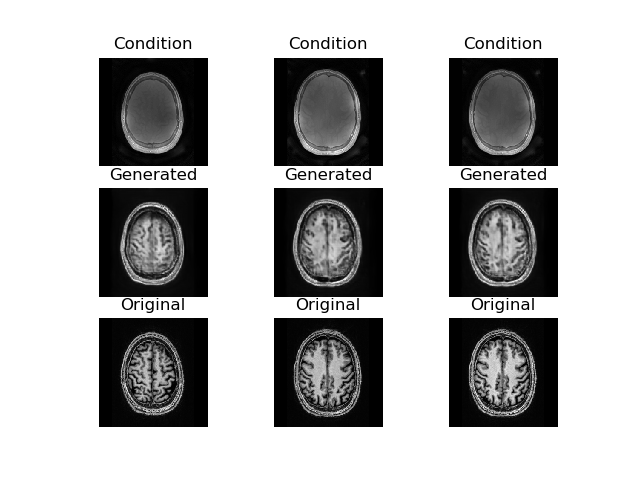 Condition Condition Condition
Generated Generated Generated
Original Original Original